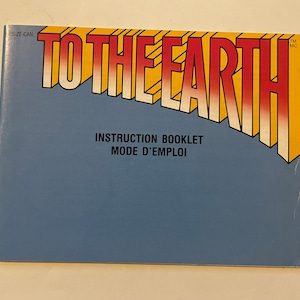 TO THE EARTH
INSTRUCTION BOOKLET
MODE D'EMPLOI